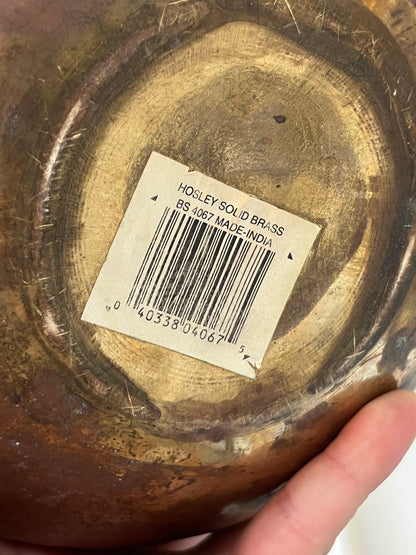 HOSLEY SOLID BRASS
BS 4067 MADE-INDIA
0 40338 04067 5